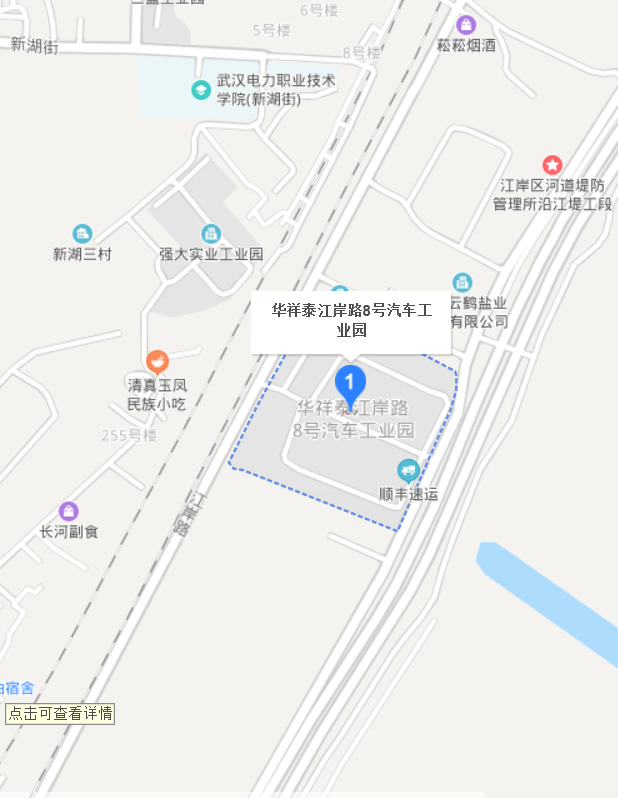 6号楼
5号楼
新湖街
8号楼
菘菘烟酒
武汉电力职业技术
学院(新湖街)
江岸区河道堤防
管理所沿江堤工段
新湖三村
强大实业工业园
云鹤盐业
有限公司
华祥泰江岸路8号汽车工
业园
1
清真玉凤
民族小吃
华祥泰江岸路
8号汽车工业园
255号楼
顺丰速运
江岸路
长河副食
宿舍
点击可查看详情